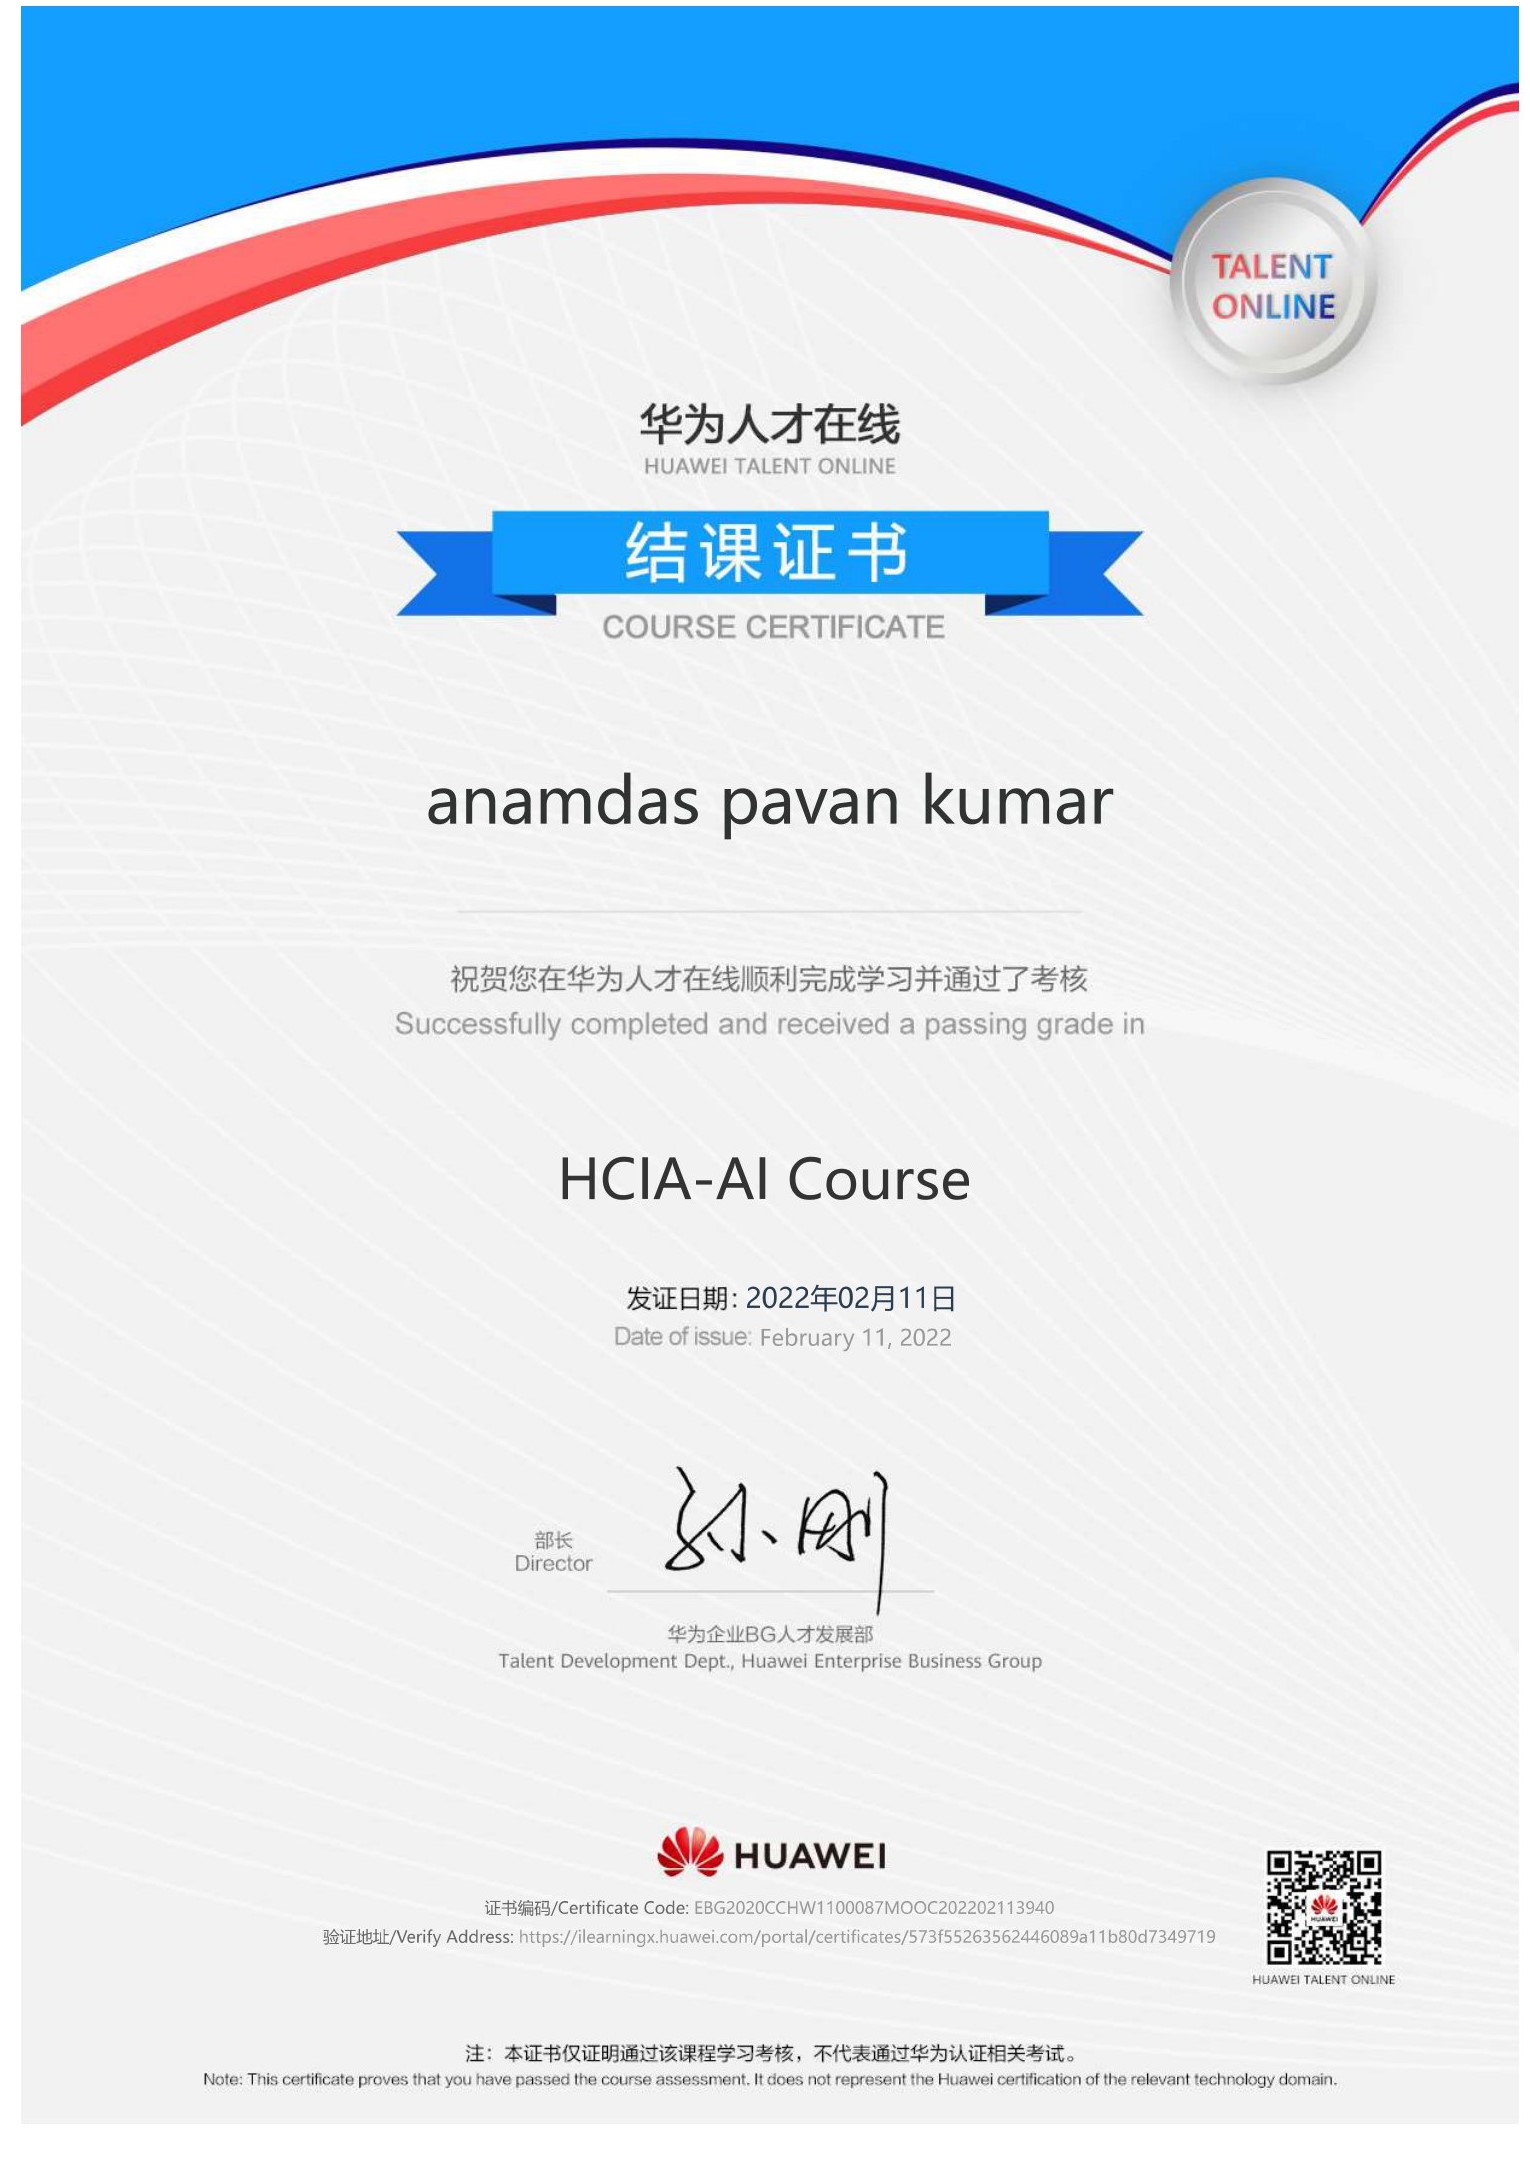 TALENT
ONLINE
华为人才在线
HUAWEI TALENT ONLINE
结课证书
COURSE CERTIFICATE
anamdas pavan kumar
祝贺您在华为人才在线顺利完成学习并通过了考核
Successfully completed and received a passing grade in
HCIA-AI Course
发证日期: 2022年02月11日
Date of issue: February 11, 2022
孙刚
部长
Director
华为企业BG人才发展部
Talent Development Dept., Huawei Enterprise Business Group
HUAWEI
证书编码/Certificate Code: EBG2020CCHW1100087MOOC202202113940
验证地址/Verify Address: https://ilearningx.huawei.com/portal/certificates/573f55263562446089a11b80d7349719
HUAWEI
HUAWEI TALENT ONLINE
注：本证书仅证明通过该课程学习考核，不代表通过华为认证相关考试。
Note: This certificate proves that you have passed the course assessment. It does not represent the Huawei certification of the relevant technology domain.